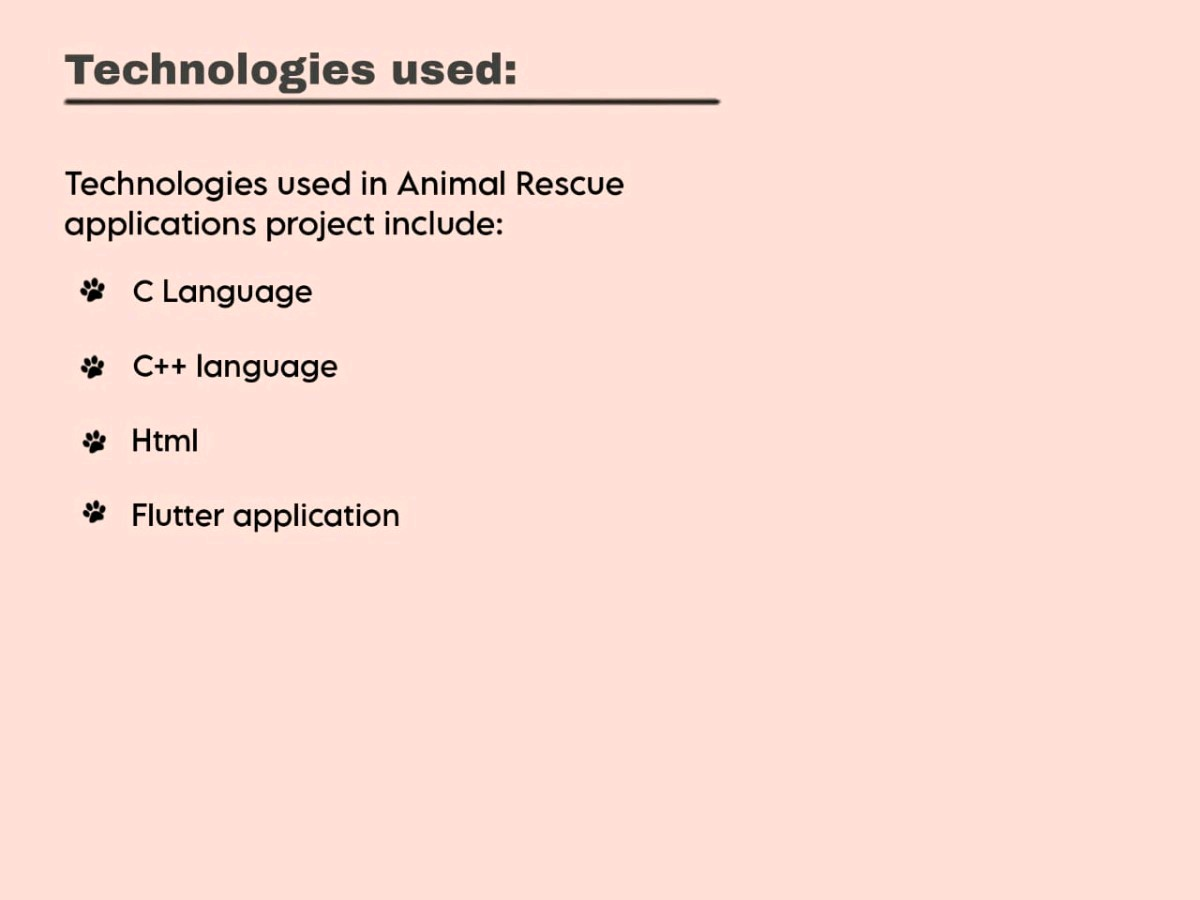 Technologies used:
Technologies used in Animal Rescue
applications project include:
C Language
C++ language
Html
Flutter application